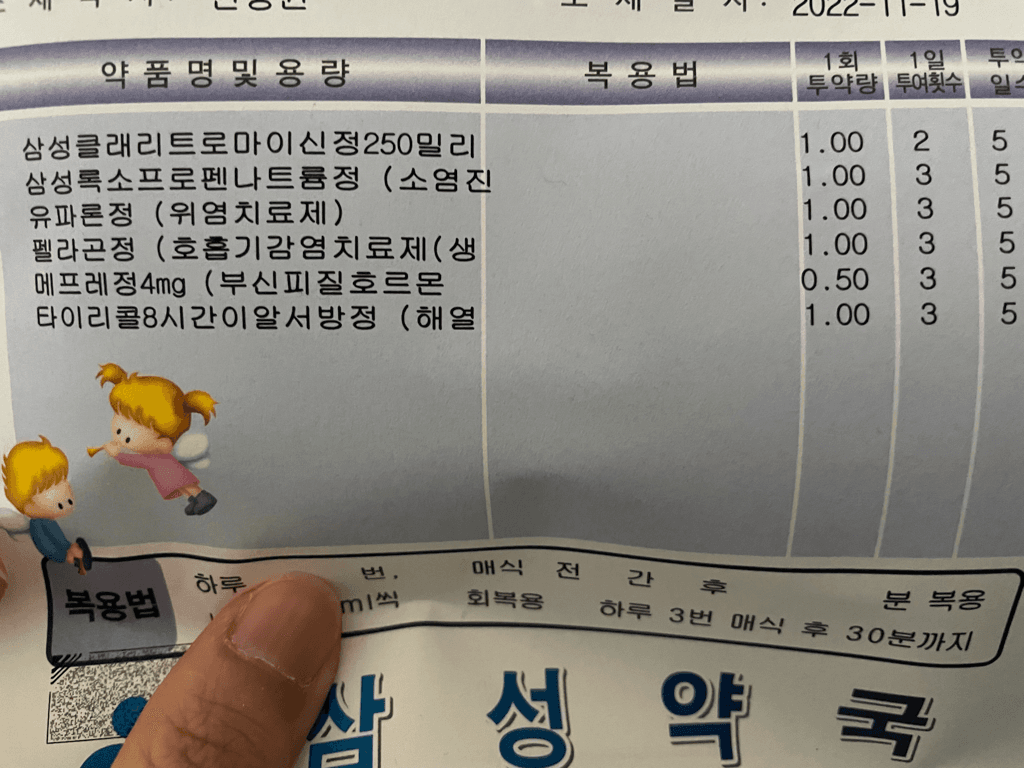 2022-11-19
약 품 명 및 용 량 복 용 법 1회 투약량 1일 투여횟수
삼성클래리트로마이신정250밀리 1.00 2 5
삼성록소프로펜나트륨정 (소염진 1.00 3 5
유파론정 (위염치료제) 1.00 3 5
펠라곤정 (호흡기감염치료제(생 1.00 3 5
메프레정4mg (부신피질호르몬 0.50 3 5
타이리콜8시간이알서방정 (해열 1.00 3 5
복용법 하루 번. 매식 전 간 후 분 복용
ml씩 회복용 하루 3번 매식 후 30분까지
삼 성 약 국